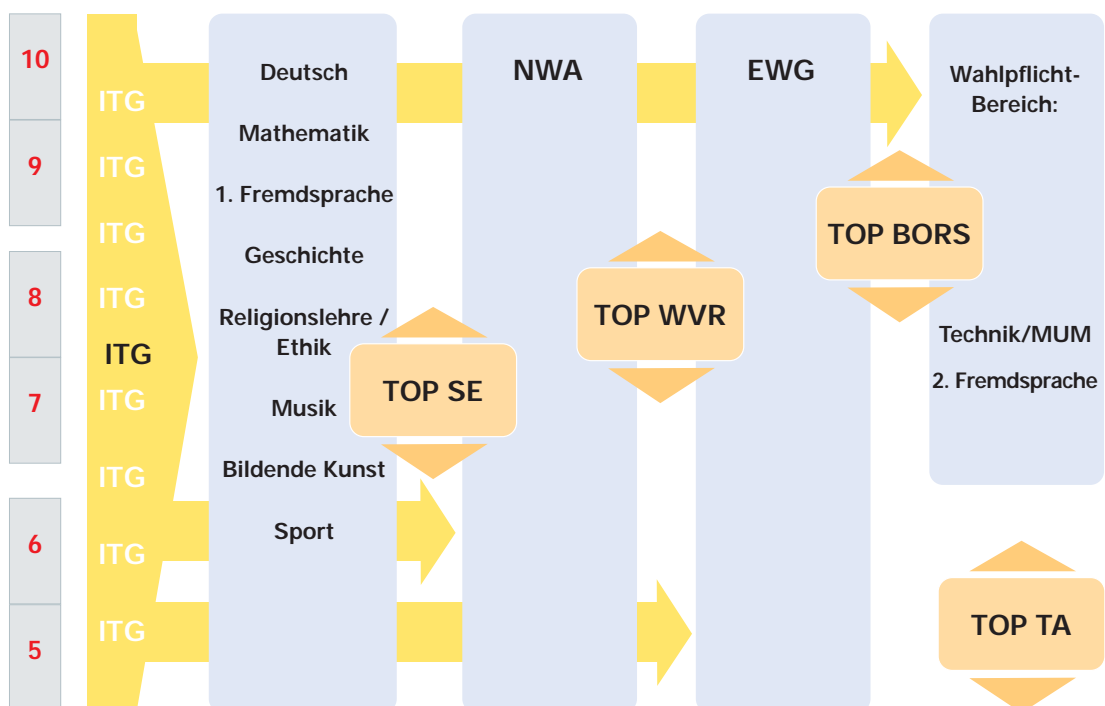 10
9
8
7
6
5
ITG
ITG
ITG
ITG
ITG
ITG
ITG
ITG
ITG
Deutsch
Mathematik
1. Fremdsprache
Geschichte
Religionslehre /
Ethik
Musik
Bildende Kunst
Sport
TOP SE
NWA
TOP WVR
EWG
TOP BORS
Wahlpflicht-
Bereich:
Technik/MUM
2. Fremdsprache
TOP TA